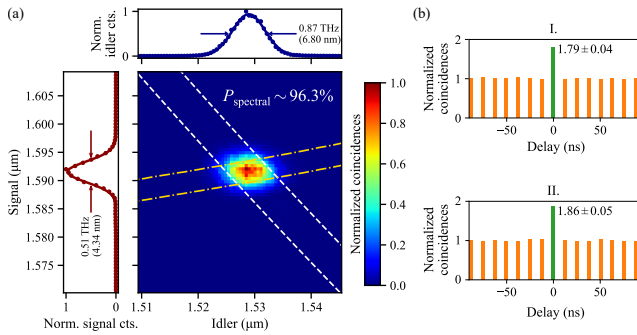 (a)
Norm.
idler cts.
1
0
0.87 THz
(6.80 nm)
Signal (μm)
1.605
1.600
1.595
1.590
1.585
1.580
1.575
0.51 THz
(4.34 nm)
1
0
Norm. signal cts.
P_spectral ~ 96.3%
1.51
1.52
1.53
1.54
Idler (μm)
1.0
0.8
0.6
0.4
0.2
0.0
Normalized coincidences
(b)
I.
Normalized
coincidences
2
1
0
1.79 ± 0.04
−50
0
50
Delay (ns)
II.
Normalized
coincidences
2
1
0
1.86 ± 0.05
−50
0
50
Delay (ns)